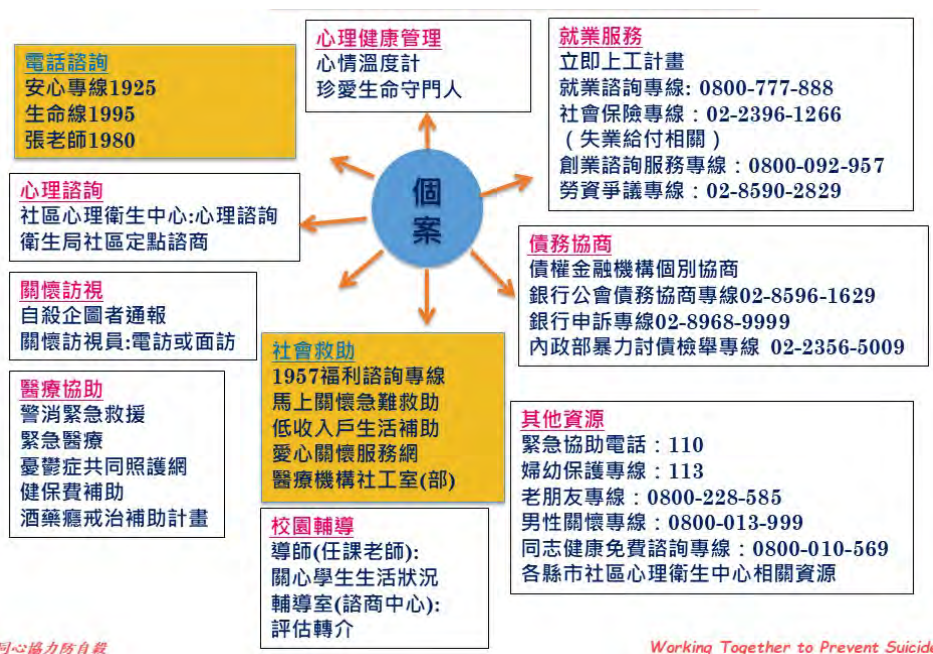 電話諮詢
安心專線1925
生命線1995
張老師1980
心理健康管理
心情溫度計
珍愛生命守門人
就業服務
立即上工計畫
就業諮詢專線: 0800-777-888
社會保險專線：02-2396-1266
（失業給付相關）
創業諮詢服務專線：0800-092-957
勞資爭議專線：02-8590-2829
個案
心理諮詢
社區心理衛生中心:心理諮詢
衛生局社區定點諮商
債務協商
債權金融機構個別協商
銀行公會債務協商專線02-8596-1629
銀行申訴專線02-8968-9999
內政部暴力討債檢舉專線 02-2356-5009
關懷訪視
自殺企圖者通報
關懷訪視員:電訪或面訪
社會救助
1957福利諮詢專線
馬上關懷急難救助
低收入戶生活補助
愛心關懷服務網
醫療機構社工室(部)
醫療協助
警消緊急救援
緊急醫療
憂鬱症共同照護網
健保費補助
酒藥癮戒治補助計畫
其他資源
緊急協助電話：110
婦幼保護專線：113
老朋友專線：0800-228-585
男性關懷專線：0800-013-999
同志健康免費諮詢專線：0800-010-569
各縣市社區心理衛生中心相關資源
校園輔導
導師(任課老師):
關心學生生活狀況
輔導室(諮商中心):
評估轉介
同心協力防自殺
Working Together to Prevent Suicide